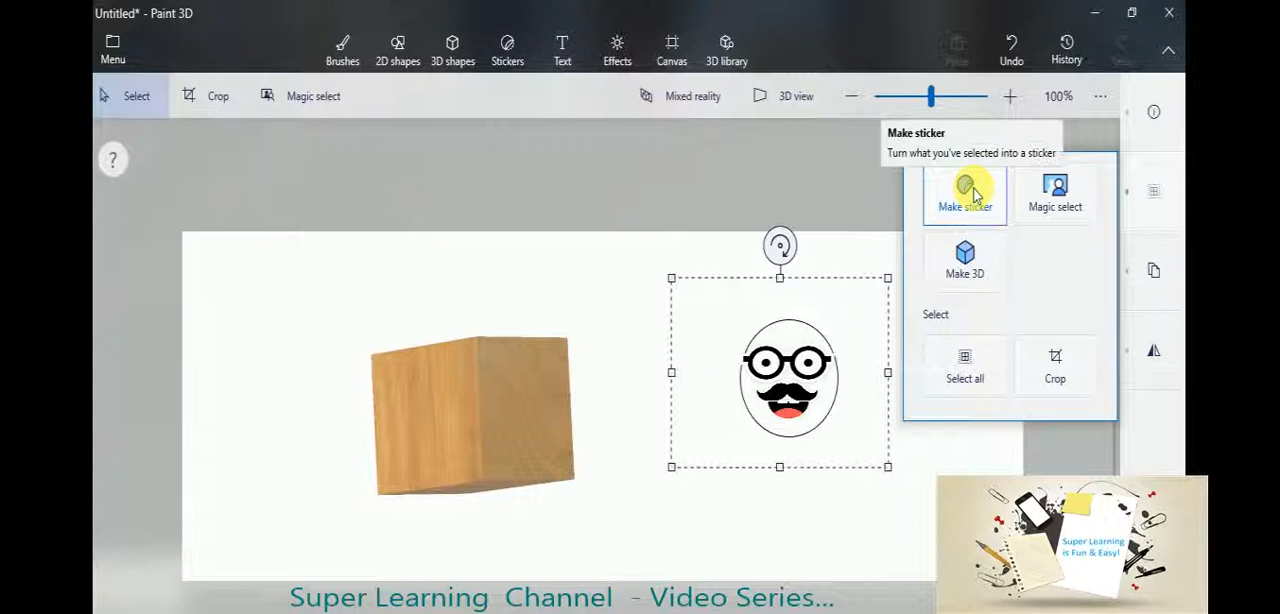 Untitled* - Paint 3D
Menu
Brushes
2D shapes
3D shapes
Stickers
Text
Effects
Canvas
3D library
Undo
History
Select
Crop
Magic select
Mixed reality
3D view
100%
Make sticker
Turn what you've selected into a sticker
?
Make sticker
Magic select
Make 3D
Select
Select all
Crop
Super Learning
is Fun & Easy!
Super Learning Channel - Video Series...